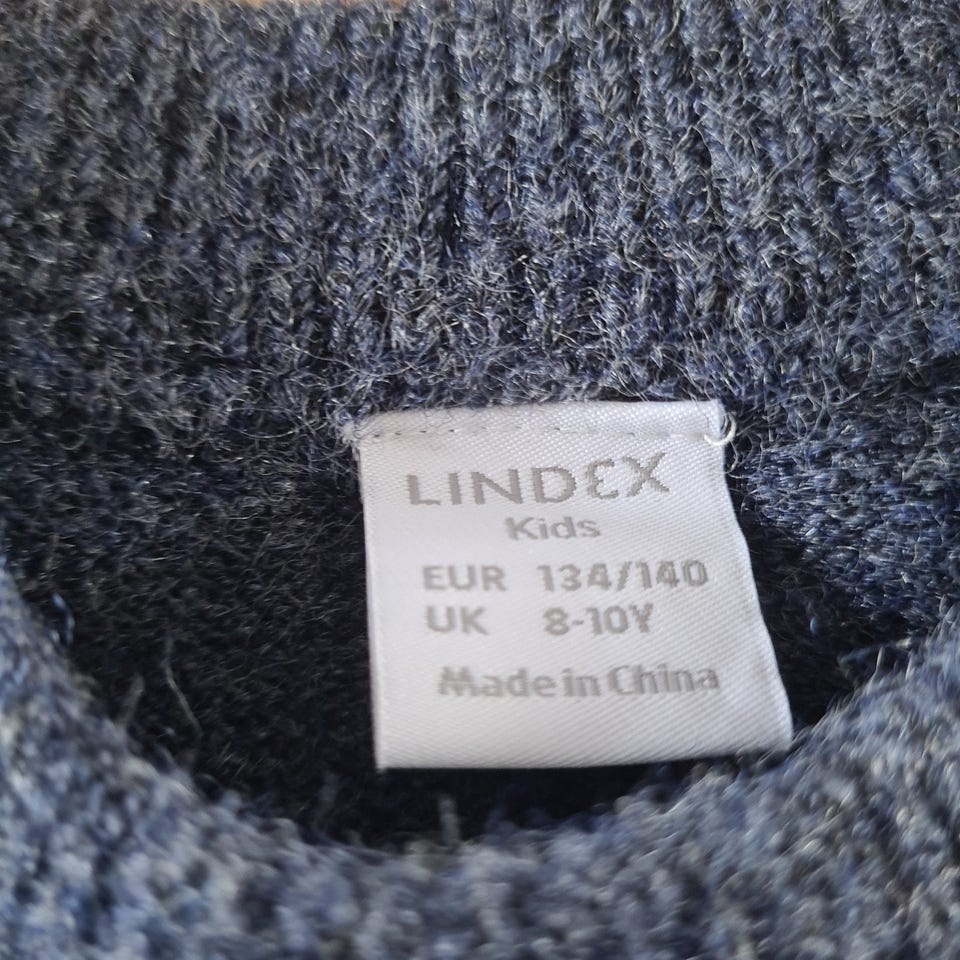 LINDEX
Kids
EUR 134/140
UK 8-10Y
Made in China